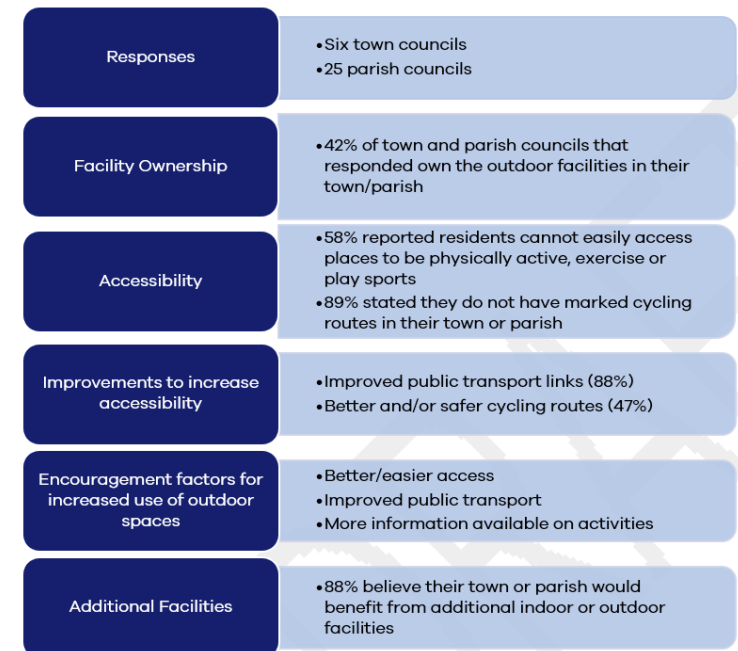 Responses
•Six town councils
•25 parish councils
Facility Ownership
•42% of town and parish councils that
responded own the outdoor facilities in their
town/parish
Accessibility
•58% reported residents cannot easily access
places to be physically active, exercise or
play sports
•89% stated they do not have marked cycling
routes in their town or parish
Improvements to increase
accessibility
•Improved public transport links (88%)
•Better and/or safer cycling routes (47%)
Encouragement factors for
increased use of outdoor
spaces
•Better/easier access
•Improved public transport
•More information available on activities
Additional Facilities
•88% believe their town or parish would
benefit from additional indoor or outdoor
facilities